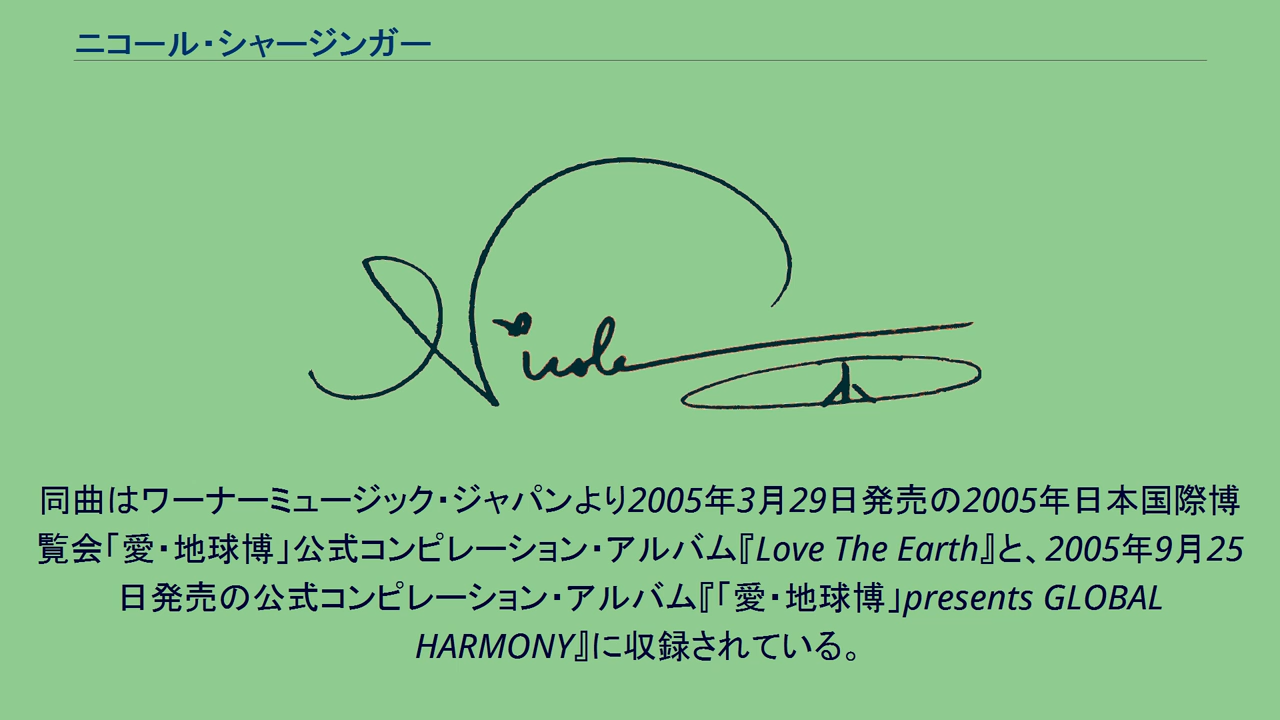 ニコール・シャージンガー
Nicole
同曲はワーナーミュージック・ジャパンより2005年3月29日発売の2005年日本国際博
覧会「愛・地球博」公式コンピレーション・アルバム『Love The Earth』と、2005年9月25
日発売の公式コンピレーション・アルバム『「愛・地球博」presents GLOBAL
HARMONY』に収録されている。